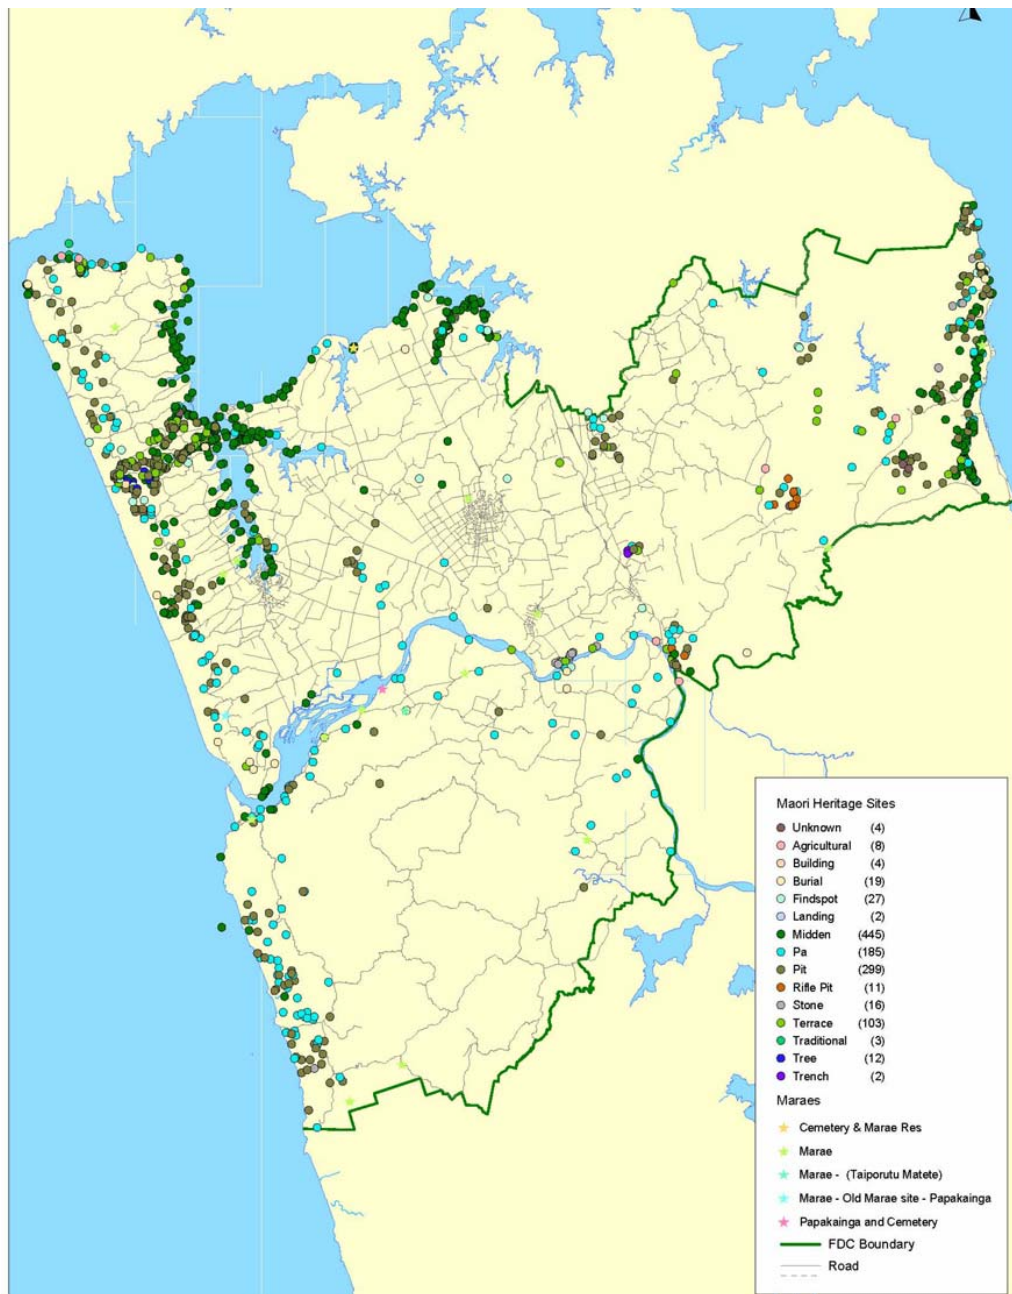 Maori Heritage Sites
Unknown (4)
Agricultural (8)
Building (4)
Burial (19)
Findspot (27)
Landing (2)
Midden (445)
Pa (185)
Pit (299)
Rifle Pit (11)
Stone (16)
Terrace (103)
Traditional (3)
Tree (12)
Trench (2)
Maraes
Cemetery & Marae Res
Marae
Marae - (Taiporutu Matete)
Marae - Old Marae site - Papakainga
Papakainga and Cemetery
FDC Boundary
Road